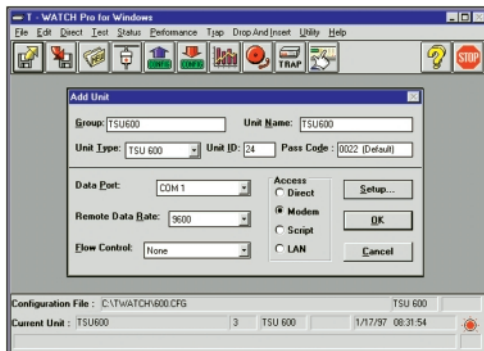 T - WATCH Pro for Windows
File Edit Direct Test Status Performance Trap Drop And Insert Utility Help
CONFIG CONFIG TRAP ? STOP
Add Unit
Group: TSU600 Unit Name: TSU600
Unit Type: TSU 600 Unit ID: 24 Pass Code: 0022 (Default)
Data Port: COM 1
Remote Data Rate: 9600
Flow Control: None
Access
Direct
Modem
Script
LAN
Setup...
OK
Cancel
Configuration File : C:\TWATCH\600.CFG TSU 600
Current Unit : TSU600 3 TSU 600 1/17/97 08:31:54